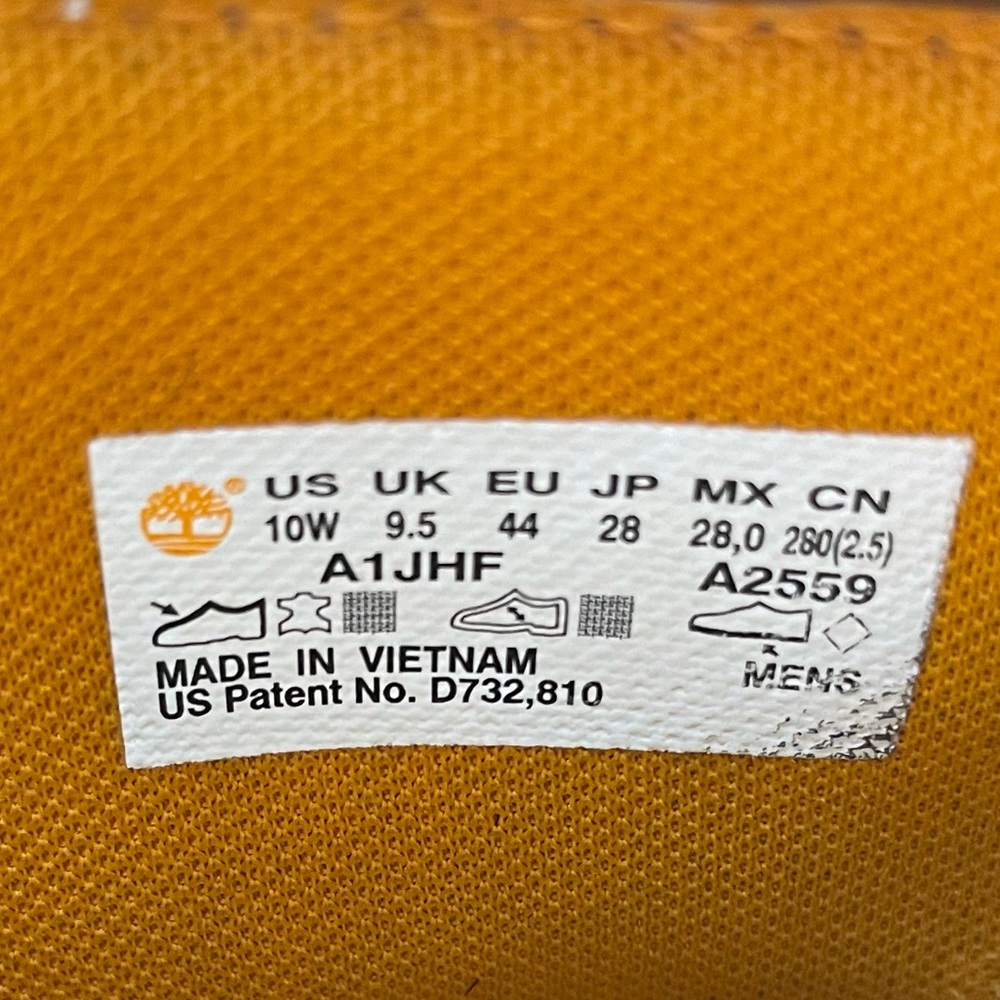 ® US UK EU JP MX CN
10W 9.5 44 28 28,0 280(2.5)
A1JHF A2559
MADE IN VIETNAM MENS
US Patent No. D732,810